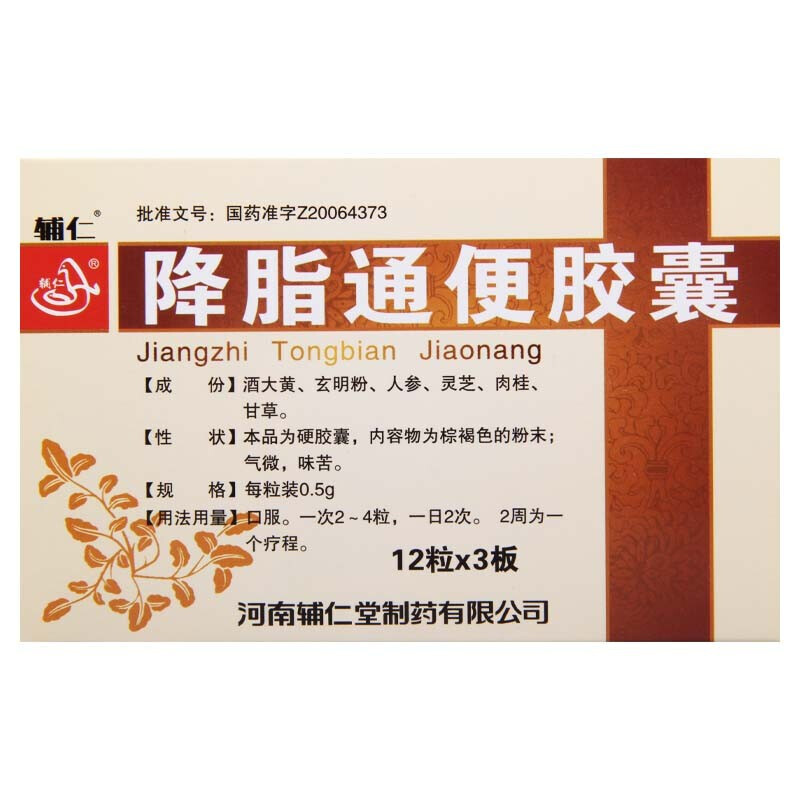 批准文号：国药准字Z20064373
辅仁®
辅仁®
降脂通便胶囊
Jiangzhi Tongbian Jiaonang
【成 份】酒大黄、玄明粉、人参、灵芝、肉桂、
甘草。
【性 状】本品为硬胶囊，内容物为棕褐色的粉末；
气微，味苦。
【规 格】每粒装0.5g
【用法用量】口服。一次2～4粒，一日2次。 2周为一
个疗程。
12粒x3板
河南辅仁堂制药有限公司